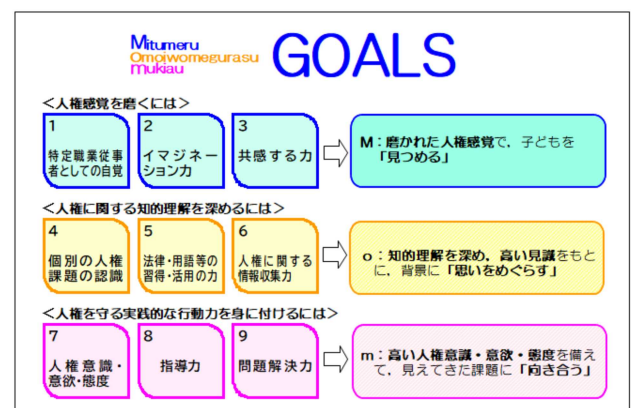 Mitumeru
Omoiwomegurasu
Mukiau
GOALS
＜人権感覚を磨くには＞
1
特定職業従事
者としての自覚
2
イマジネー
ション力
3
共感する力
M：磨かれた人権感覚で，子どもを
「見つめる」
＜人権に関する知的理解を深めるには＞
4
個別の人権
課題の認識
5
法律・用語等の
習得・活用の力
6
人権に関する
情報収集力
o：知的理解を深め，高い見識をもと
に，背景に「思いをめぐらす」
＜人権を守る実践的な行動力を身に付けるには＞
7
人権意識・
意欲・態度
8
指導力
9
問題解決力
m：高い人権意識・意欲・態度を備え
て，見えてきた課題に「向き合う」